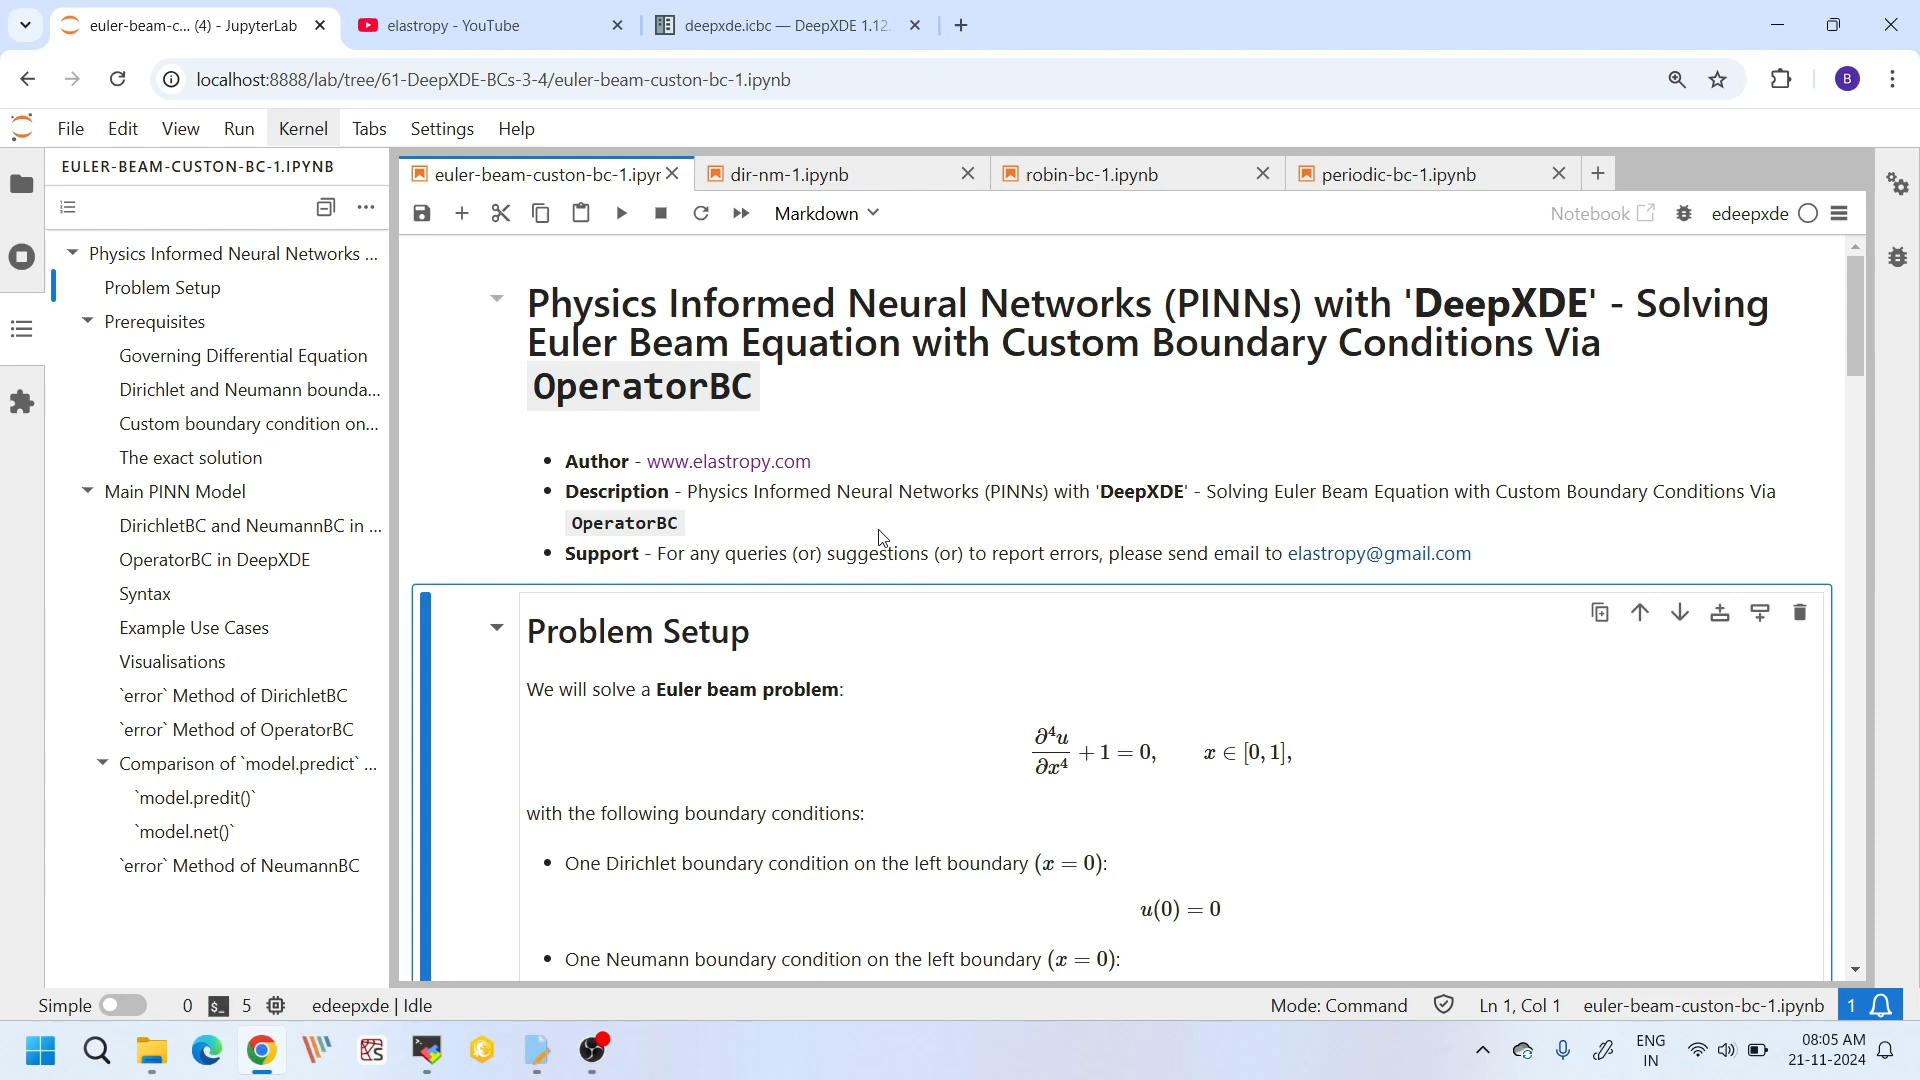 euler-beam-c... (4) - JupyterLab
elastropy - YouTube
deepxde.icbc — DeepXDE 1.12.
localhost:8888/lab/tree/61-DeepXDE-BCs-3-4/euler-beam-custon-bc-1.ipynb
B
File Edit View Run Kernel Tabs Settings Help
EULER-BEAM-CUSTON-BC-1.IPYNB
euler-beam-custon-bc-1.ipyr
dir-nm-1.ipynb
robin-bc-1.ipynb
periodic-bc-1.ipynb
Markdown
Notebook
edeepxde
Physics Informed Neural Networks ...
Problem Setup
Prerequisites
Governing Differential Equation
Dirichlet and Neumann bounda...
Custom boundary condition on...
The exact solution
Main PINN Model
DirichletBC and NeumannBC in ...
OperatorBC in DeepXDE
Syntax
Example Use Cases
Visualisations
`error` Method of DirichletBC
`error` Method of OperatorBC
Comparison of `model.predict` ...
`model.predit()`
`model.net()`
`error` Method of NeumannBC
Physics Informed Neural Networks (PINNs) with 'DeepXDE' - Solving
Euler Beam Equation with Custom Boundary Conditions Via
OperatorBC
• Author - www.elastropy.com
• Description - Physics Informed Neural Networks (PINNs) with 'DeepXDE' - Solving Euler Beam Equation with Custom Boundary Conditions Via
OperatorBC
• Support - For any queries (or) suggestions (or) to report errors, please send email to elastropy@gmail.com
Problem Setup
We will solve a Euler beam problem:
∂⁴u/∂x⁴ + 1 = 0, x ∈ [0, 1],
with the following boundary conditions:
• One Dirichlet boundary condition on the left boundary (x = 0):
u(0) = 0
• One Neumann boundary condition on the left boundary (x = 0):
Simple 0 5 edeepxde | Idle
Mode: Command Ln 1, Col 1 euler-beam-custon-bc-1.ipynb 1
ENG
IN
08:05 AM
21-11-2024